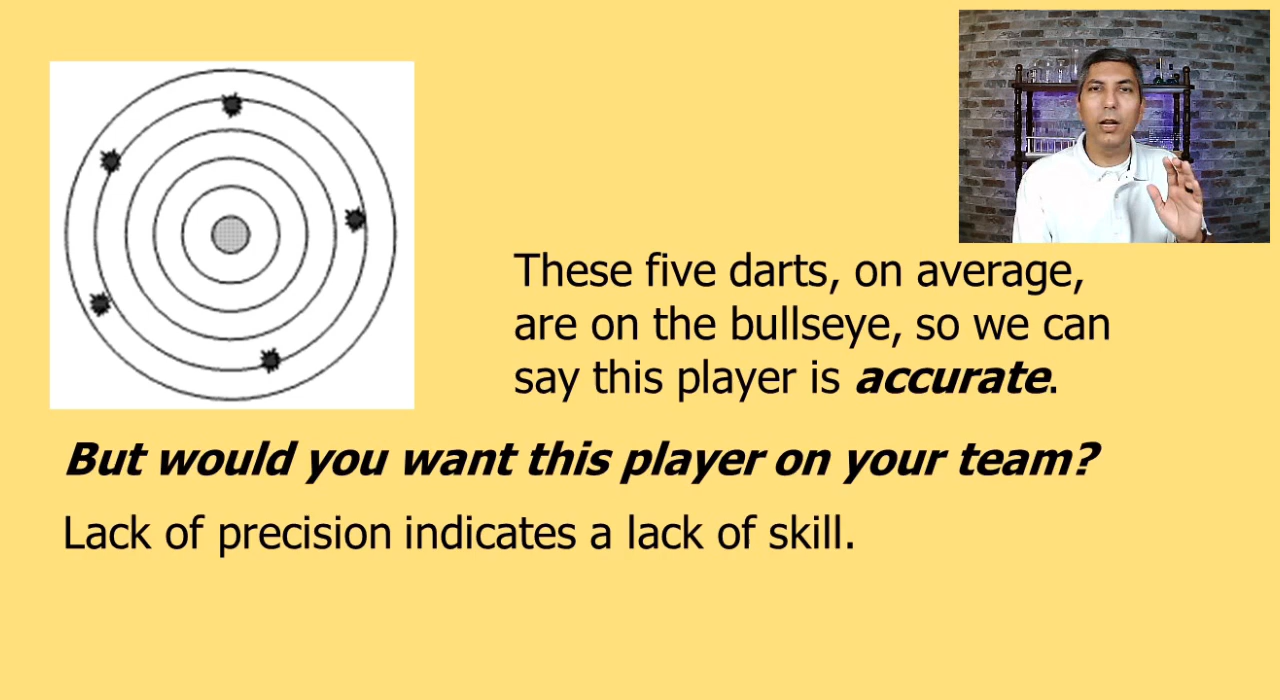 These five darts, on average,
are on the bullseye, so we can
say this player is accurate.
But would you want this player on your team?
Lack of precision indicates a lack of skill.